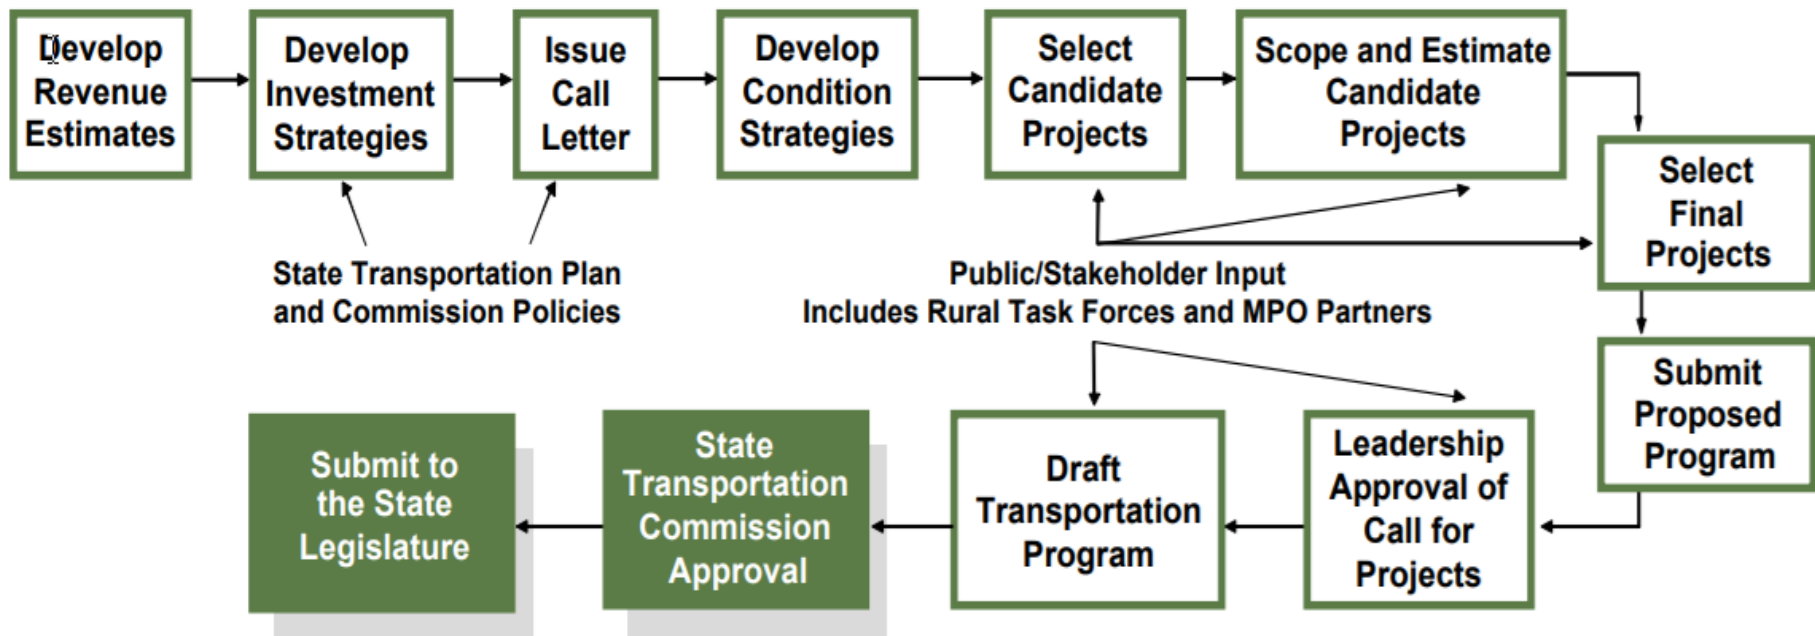 Develop
Revenue
Estimates
Develop
Investment
Strategies
Issue
Call
Letter
Develop
Condition
Strategies
Select
Candidate
Projects
Scope and Estimate
Candidate
Projects
Select
Final
Projects
State Transportation Plan
and Commission Policies
Public/Stakeholder Input
Includes Rural Task Forces and MPO Partners
Submit
Proposed
Program
Leadership
Approval of
Call for
Projects
Draft
Transportation
Program
State
Transportation
Commission
Approval
Submit to
the State
Legislature